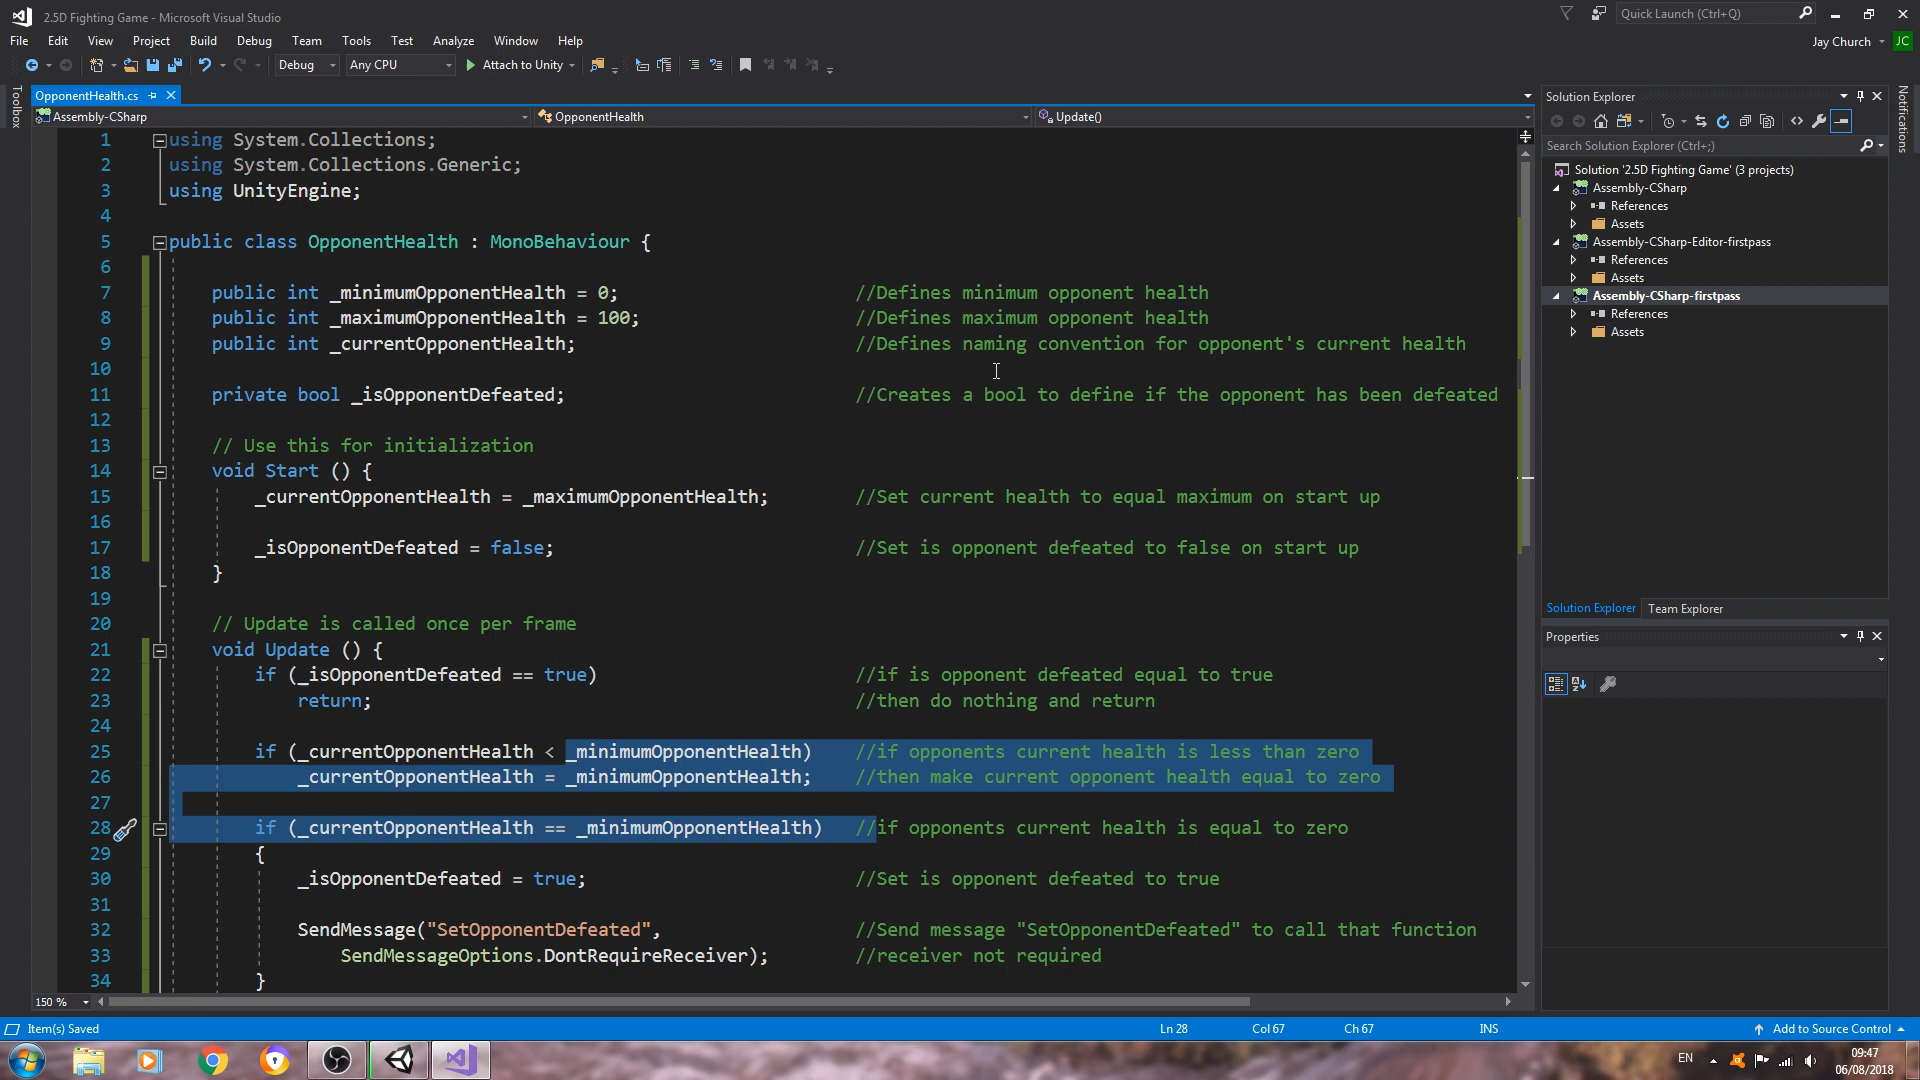 2.5D Fighting Game - Microsoft Visual Studio
Quick Launch (Ctrl+Q)
File Edit View Project Build Debug Team Tools Test Analyze Window Help
Jay Church JC
Debug Any CPU Attach to Unity
Toolbox
OpponentHealth.cs
Assembly-CSharp OpponentHealth Update()
1 using System.Collections;
2 using System.Collections.Generic;
3 using UnityEngine;
4
5 public class OpponentHealth : MonoBehaviour {
6
7 public int _minimumOpponentHealth = 0; //Defines minimum opponent health
8 public int _maximumOpponentHealth = 100; //Defines maximum opponent health
9 public int _currentOpponentHealth; //Defines naming convention for opponent's current health
10
11 private bool _isOpponentDefeated; //Creates a bool to define if the opponent has been defeated
12
13 // Use this for initialization
14 void Start () {
15 _currentOpponentHealth = _maximumOpponentHealth; //Set current health to equal maximum on start up
16
17 _isOpponentDefeated = false; //Set is opponent defeated to false on start up
18 }
19
20 // Update is called once per frame
21 void Update () {
22 if (_isOpponentDefeated == true) //if is opponent defeated equal to true
23 return; //then do nothing and return
24
25 if (_currentOpponentHealth < _minimumOpponentHealth) //if opponents current health is less than zero
26 _currentOpponentHealth = _minimumOpponentHealth; //then make current opponent health equal to zero
27
28 if (_currentOpponentHealth == _minimumOpponentHealth) //if opponents current health is equal to zero
29 {
30 _isOpponentDefeated = true; //Set is opponent defeated to true
31
32 SendMessage("SetOpponentDefeated", //Send message "SetOpponentDefeated" to call that function
33 SendMessageOptions.DontRequireReceiver); //receiver not required
34 }
150 %
Solution Explorer
Search Solution Explorer (Ctrl+;)
Solution '2.5D Fighting Game' (3 projects)
Assembly-CSharp
References
Assets
Assembly-CSharp-Editor-firstpass
References
Assets
Assembly-CSharp-firstpass
References
Assets
Solution Explorer Team Explorer
Properties
Notifications
Item(s) Saved Ln 28 Col 67 Ch 67 INS Add to Source Control
EN
09:47
06/08/2018